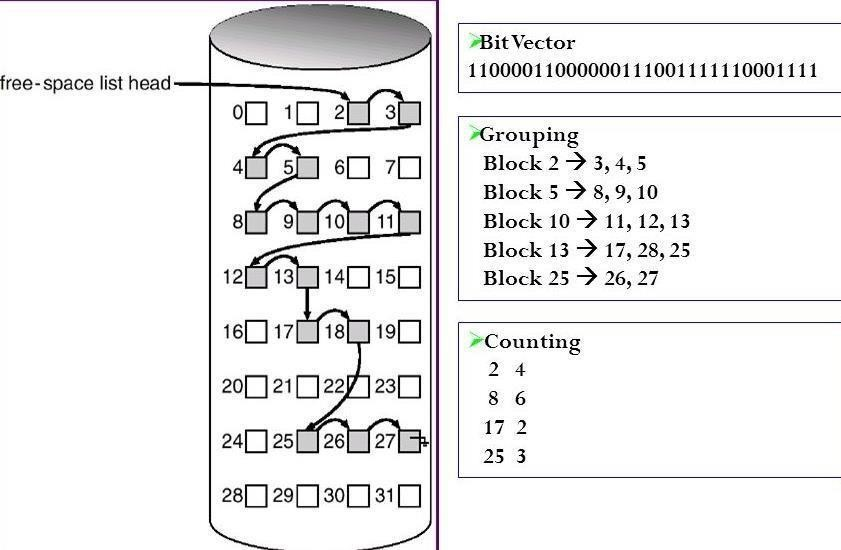 free-space list head
0 1 2 3
4 5 6 7
8 9 10 11
12 13 14 15
16 17 18 19
20 21 22 23
24 25 26 27
28 29 30 31
Bit Vector
11000011000000111001111110001111
Grouping
Block 2 → 3, 4, 5
Block 5 → 8, 9, 10
Block 10 → 11, 12, 13
Block 13 → 17, 28, 25
Block 25 → 26, 27
Counting
2 4
8 6
17 2
25 3